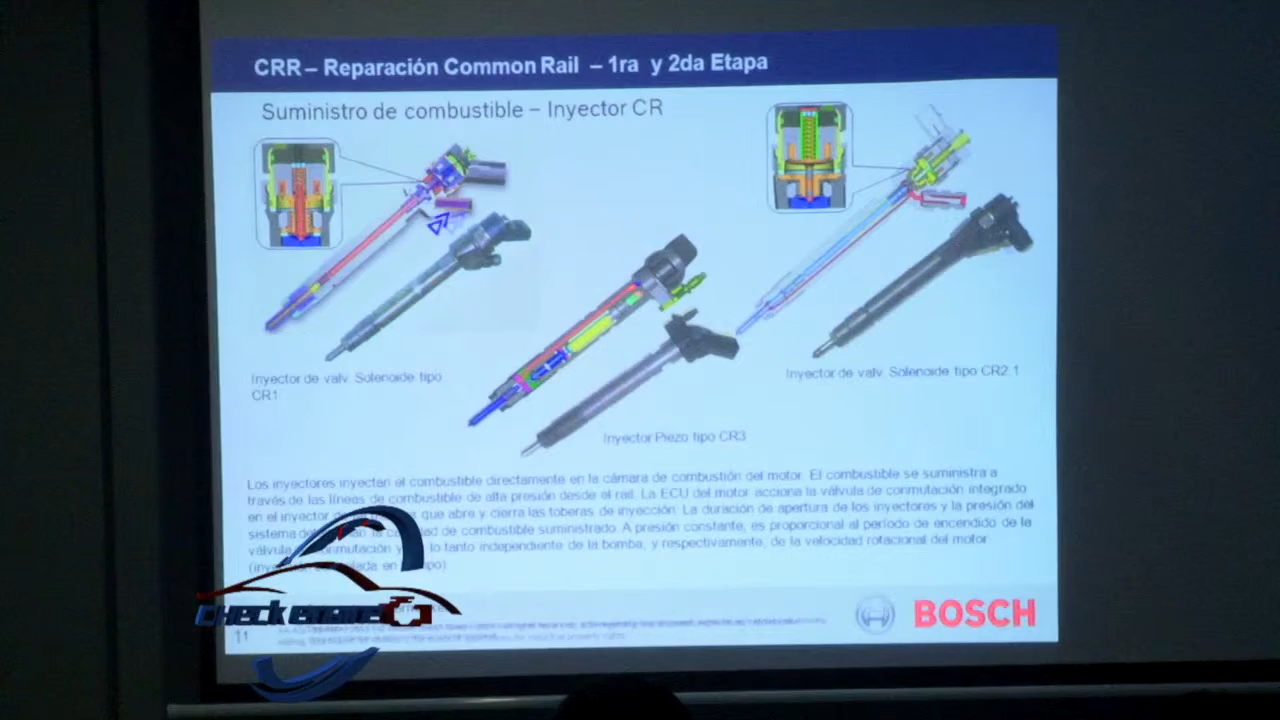 CRR – Reparación Common Rail – 1ra y 2da Etapa
Suministro de combustible – Inyector CR
Inyector de valv. Solenoide tipo
CR1
Inyector de valv. Solenoide tipo CR2.1
Inyector Piezo tipo CR3
Los inyectores inyectan el combustible directamente en la cámara de combustión del motor. El combustible se suministra a
través de las líneas de combustible de alta presión desde el rail. La ECU del motor acciona la válvula de conmutación integrado
en el inyector que abre y cierra las toberas de inyección. La duración de apertura de los inyectores y la presión del
sistema de combustible suministrado. A presión constante, es proporcional al período de encendido de la
válvula lo tanto independiente de la bomba, y respectivamente, de la velocidad rotacional del motor
CHECK ENGINE
11
BOSCH